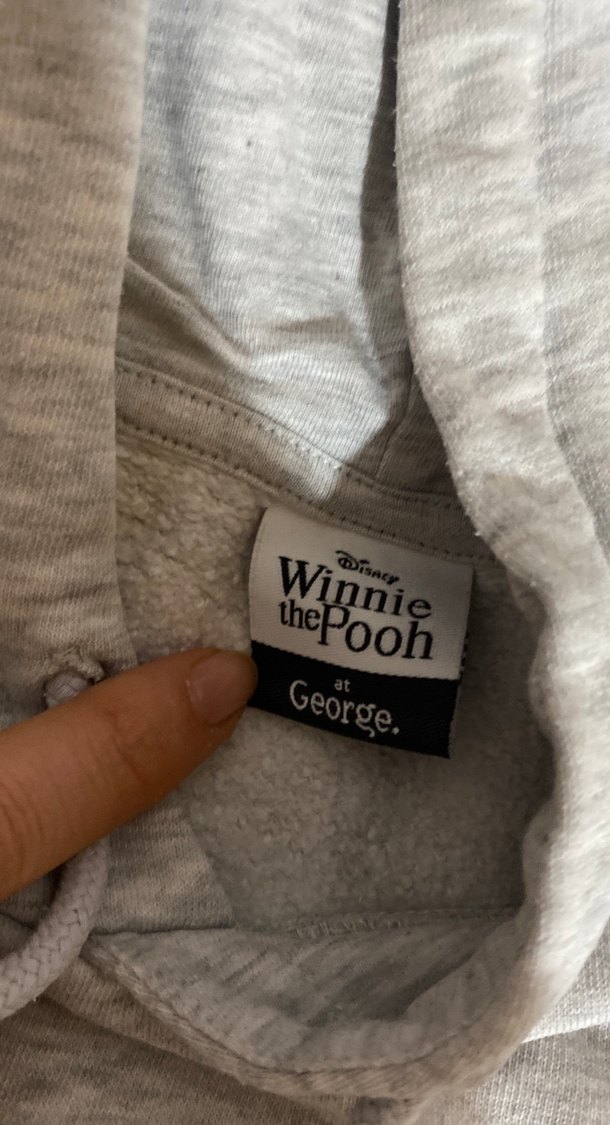 Disney
Winnie
the Pooh
at
George.